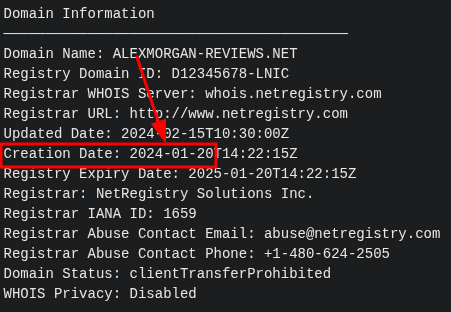 Domain Information
Domain Name: ALEXMORGAN-REVIEWS.NET
Registry Domain ID: D12345678-LNIC
Registrar WHOIS Server: whois.netregistry.com
Registrar URL: http://www.netregistry.com
Updated Date: 2024-02-15T10:30:00Z
Creation Date: 2024-01-20T14:22:15Z
Registry Expiry Date: 2025-01-20T14:22:15Z
Registrar: NetRegistry Solutions Inc.
Registrar IANA ID: 1659
Registrar Abuse Contact Email: abuse@netregistry.com
Registrar Abuse Contact Phone: +1-480-624-2505
Domain Status: clientTransferProhibited
WHOIS Privacy: Disabled